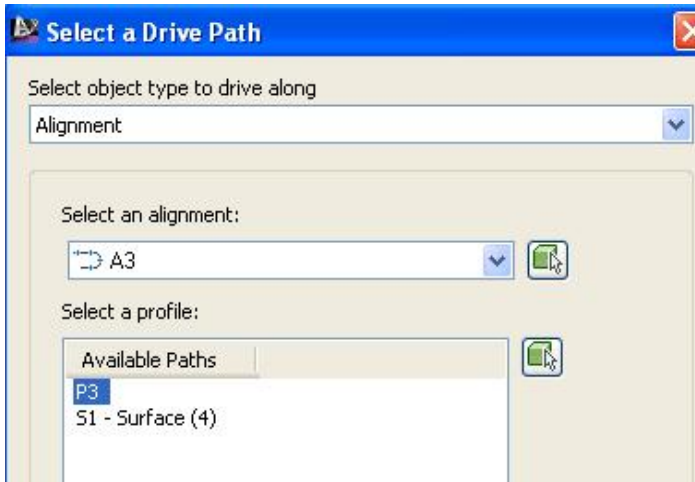 Select a Drive Path
Select object type to drive along
Alignment
Select an alignment:
A3
Select a profile:
Available Paths
P3
S1 - Surface (4)